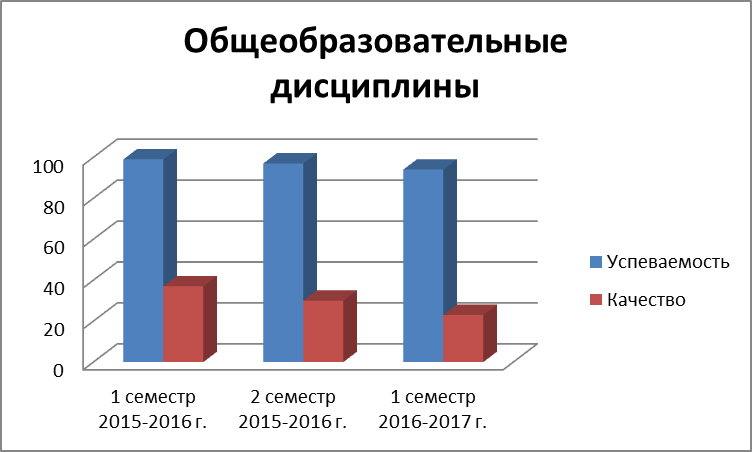 Общеобразовательные
дисциплины
100
80
60
40
20
0
1 семестр
2015-2016 г.
2 семестр
2015-2016 г.
1 семестр
2016-2017 г.
Успеваемость
Качество